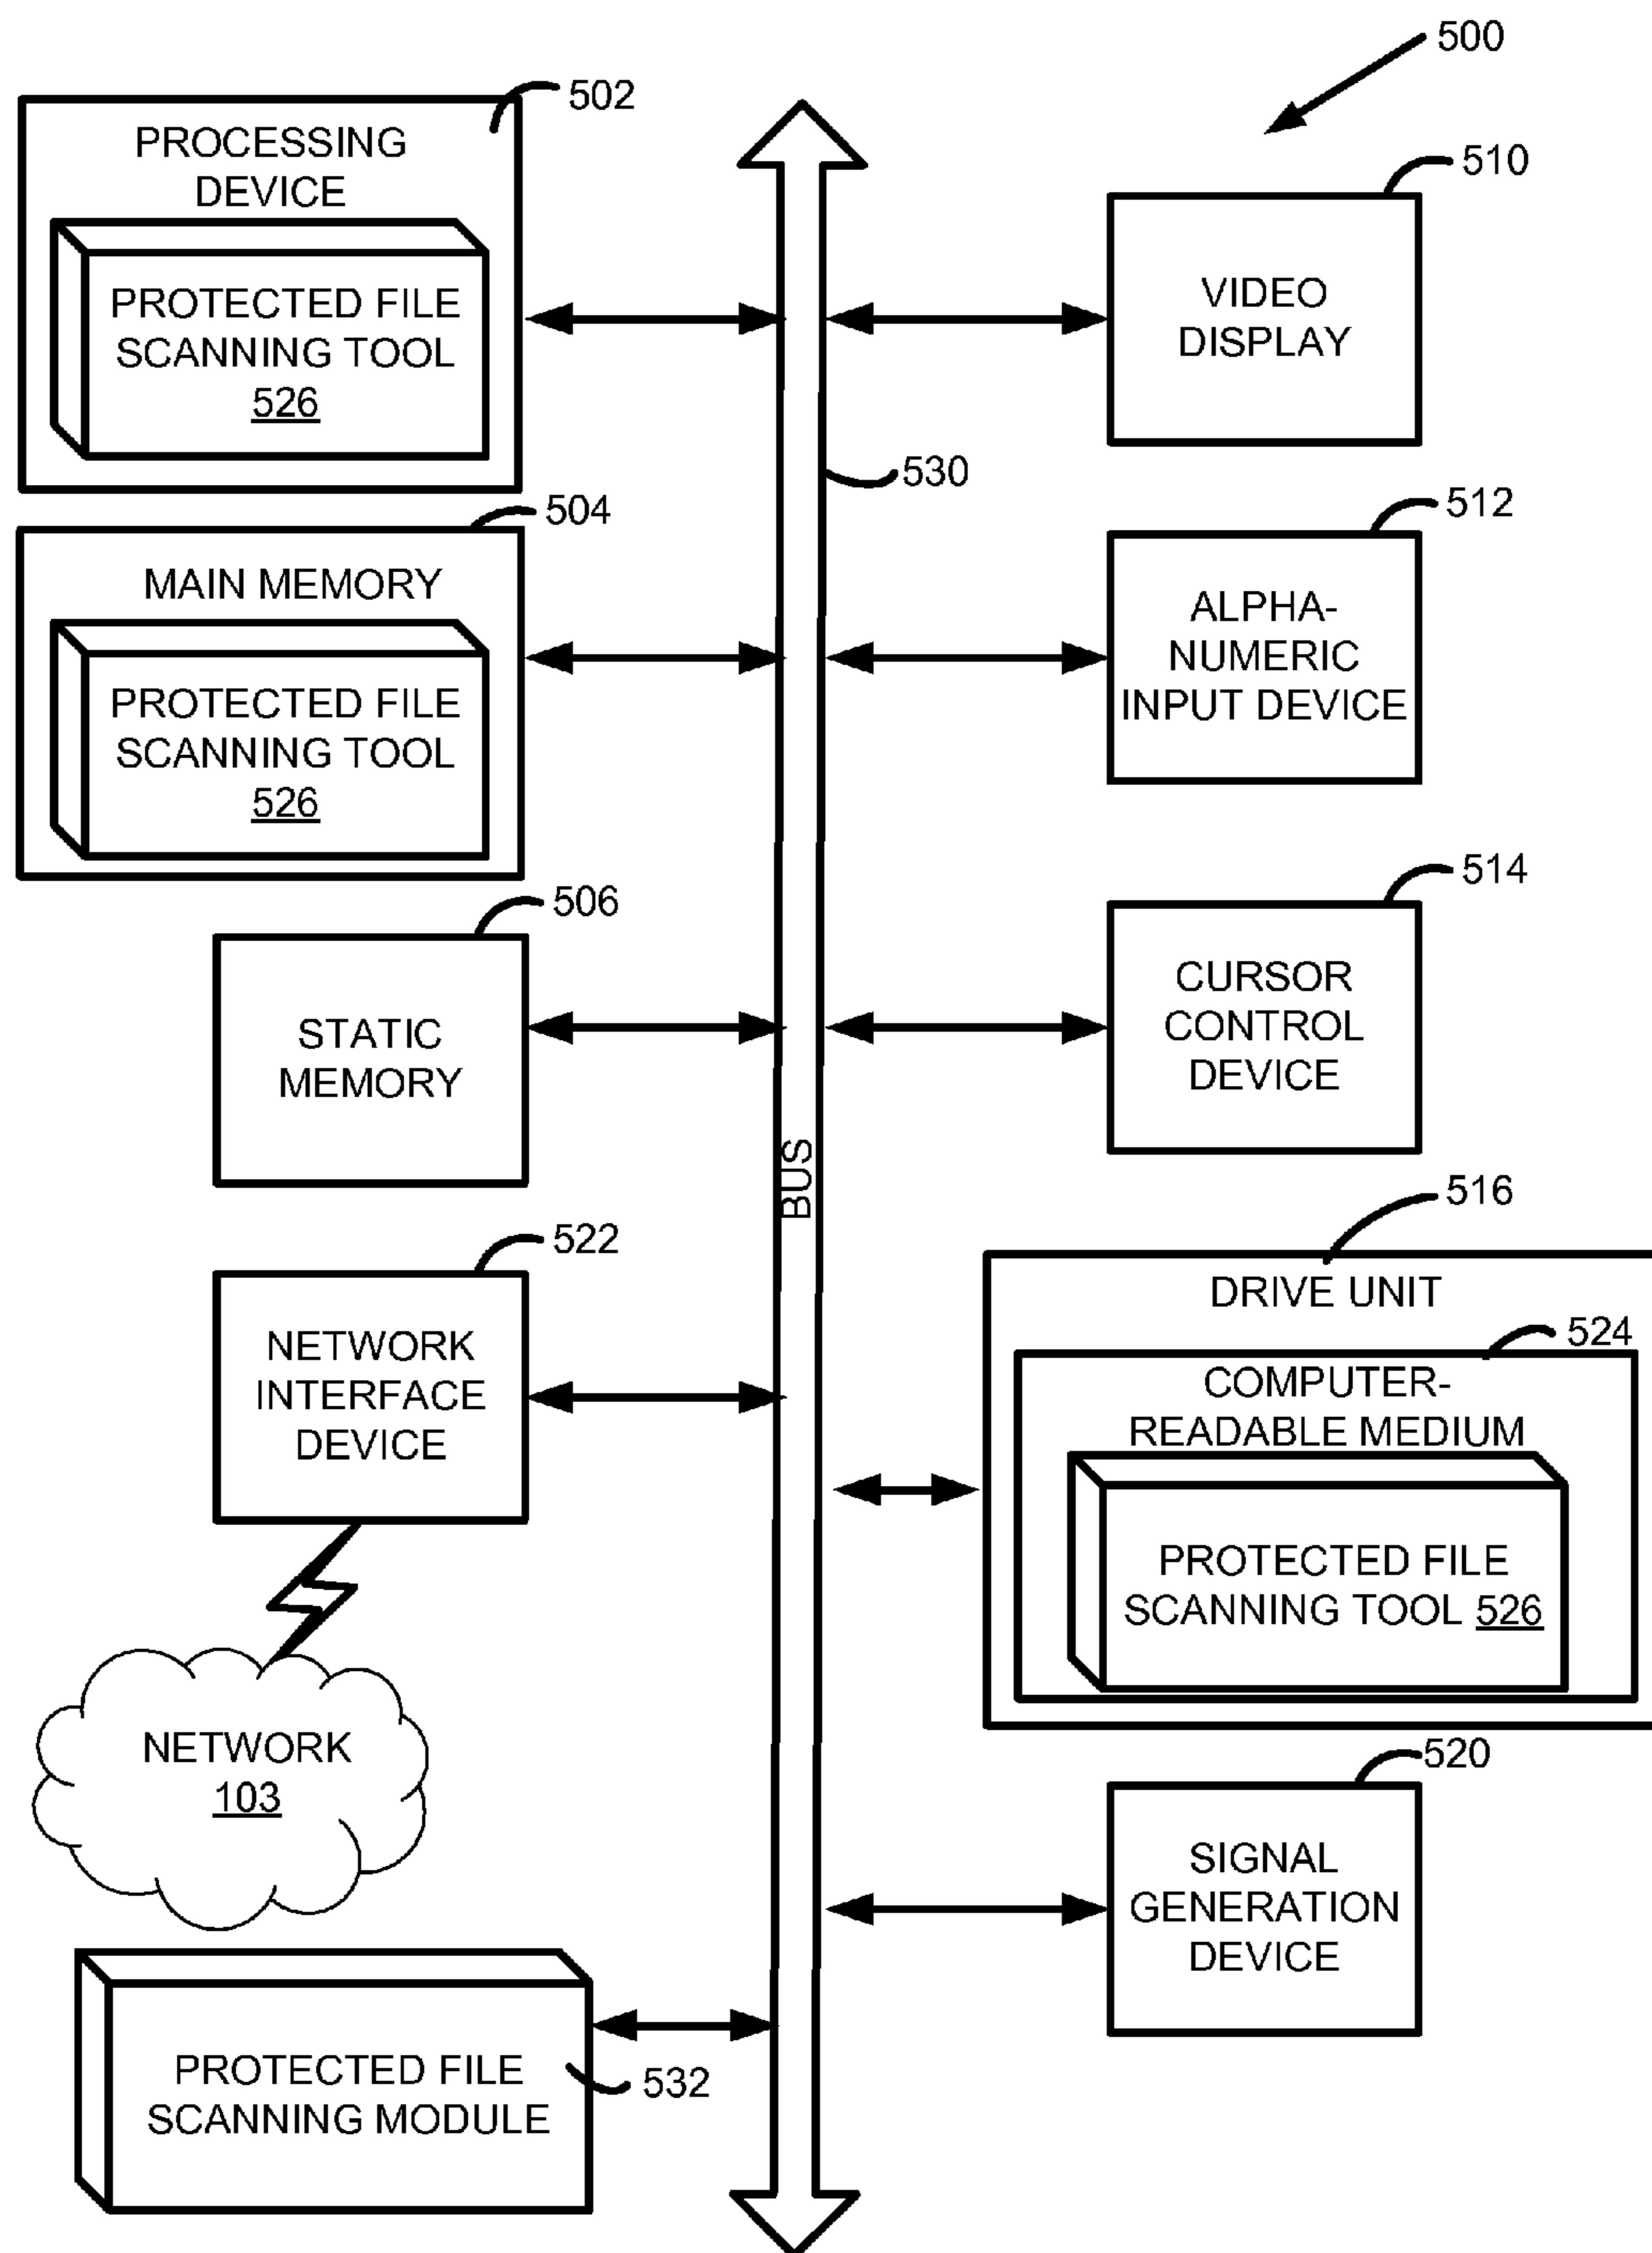 500
502
PROCESSING
DEVICE
PROTECTED FILE
SCANNING TOOL
526
510
VIDEO
DISPLAY
530
504
MAIN MEMORY
PROTECTED FILE
SCANNING TOOL
526
512
ALPHA-
NUMERIC
INPUT DEVICE
506
STATIC
MEMORY
514
CURSOR
CONTROL
DEVICE
BUS
522
NETWORK
INTERFACE
DEVICE
516
DRIVE UNIT
524
COMPUTER-
READABLE MEDIUM
PROTECTED FILE
SCANNING TOOL 526
NETWORK
103
520
SIGNAL
GENERATION
DEVICE
PROTECTED FILE
SCANNING MODULE
532